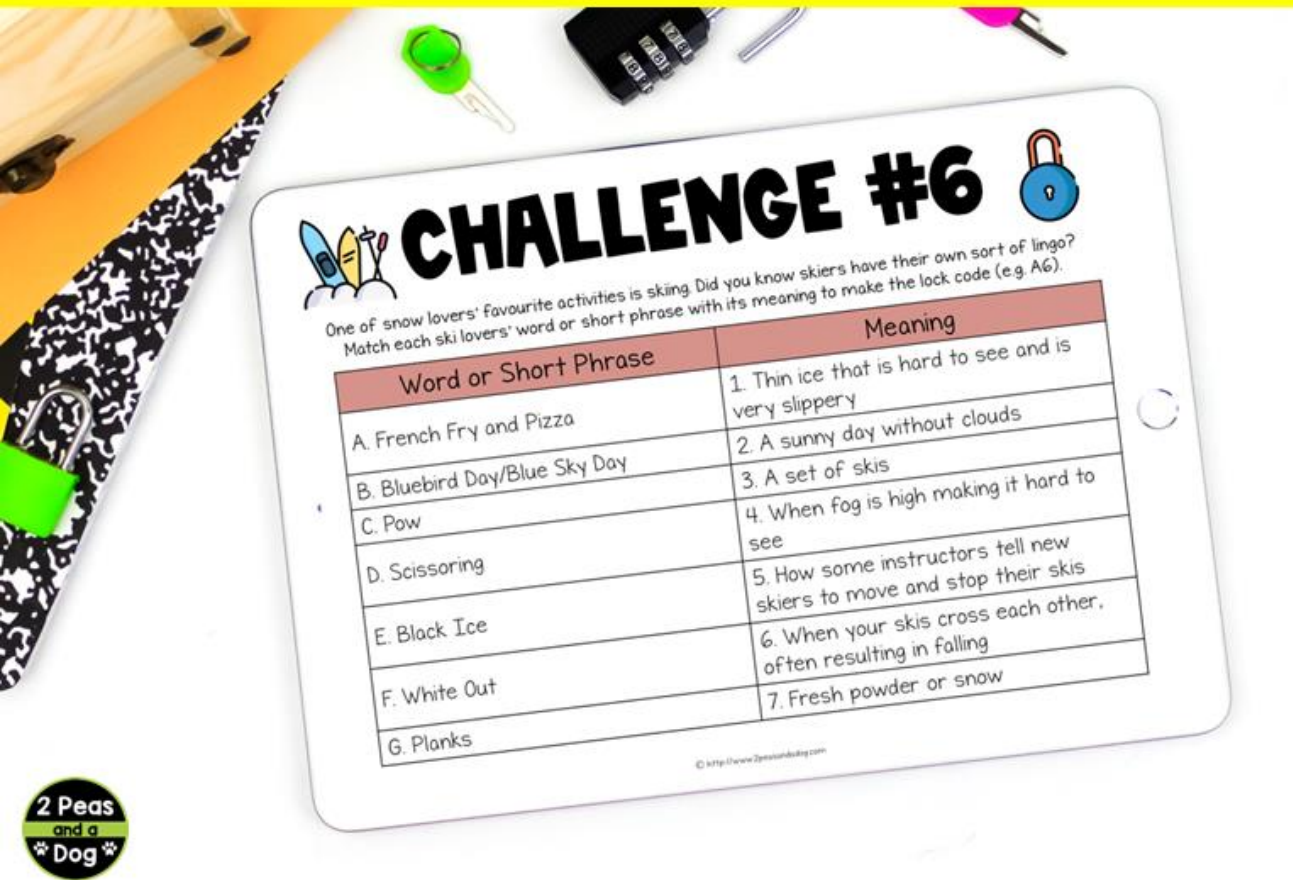 CHALLENGE #6
One of snow lovers' favourite activities is skiing. Did you know skiers have their own sort of lingo?
Match each ski lovers' word or short phrase with its meaning to make the lock code (e.g. A6).
Word or Short Phrase
Meaning
A. French Fry and Pizza
1. Thin ice that is hard to see and is
very slippery
B. Bluebird Day/Blue Sky Day
2. A sunny day without clouds
C. Pow
3. A set of skis
D. Scissoring
4. When fog is high making it hard to
see
E. Black Ice
5. How some instructors tell new
skiers to move and stop their skis
F. White Out
6. When your skis cross each other,
often resulting in falling
G. Planks
7. Fresh powder or snow
© http://www.2peasandadog.com
2 Peas
and a
Dog